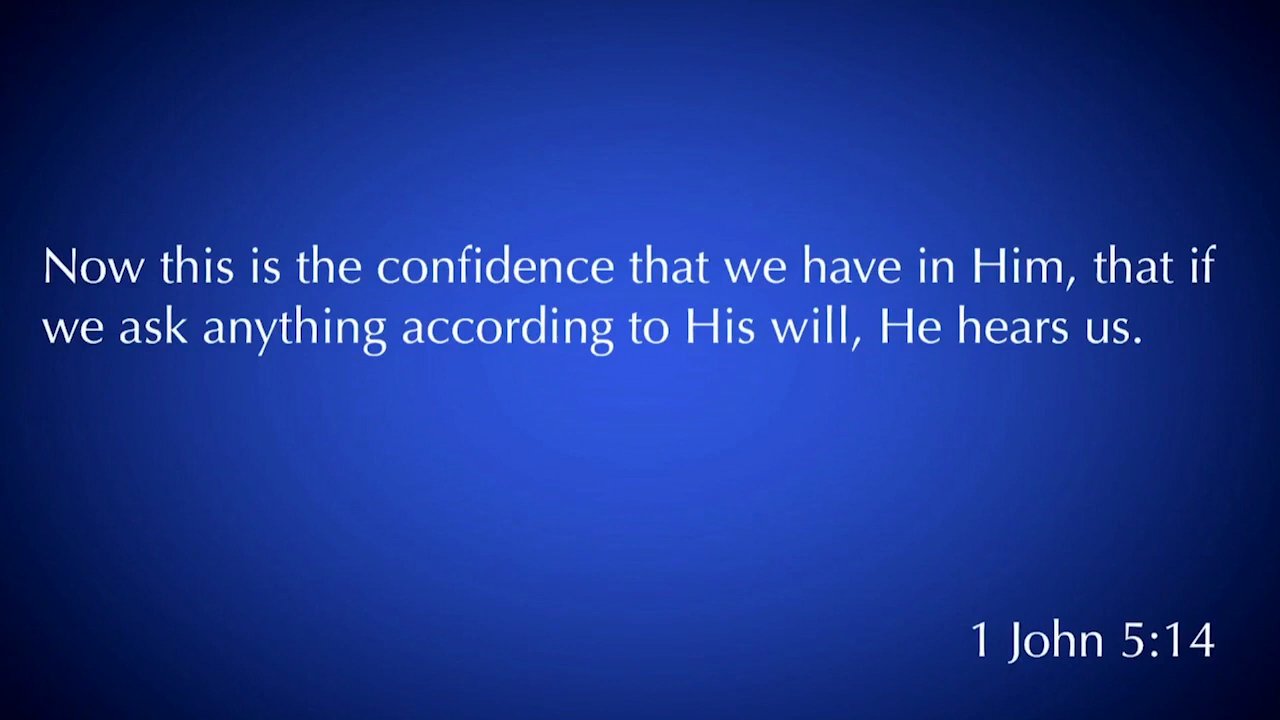 Now this is the confidence that we have in Him, that if
we ask anything according to His will, He hears us.
1 John 5:14